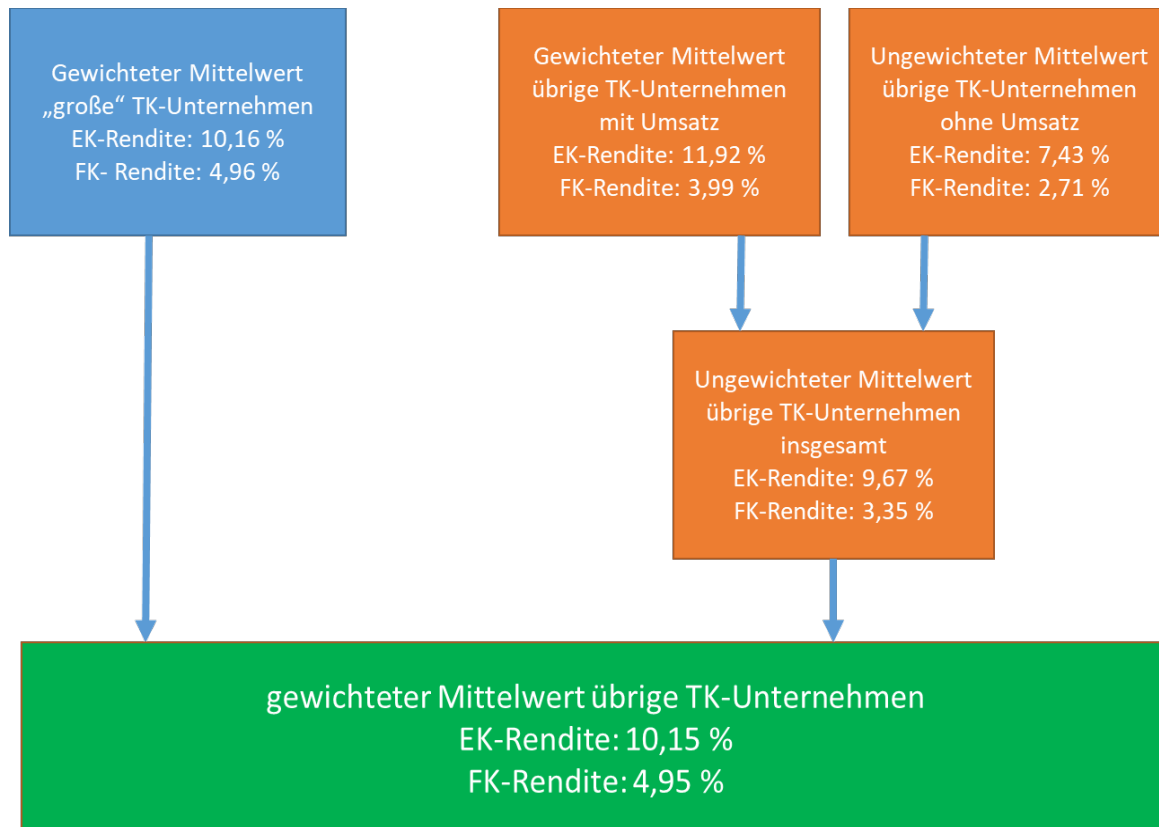 Gewichteter Mittelwert
„große“ TK-Unternehmen
EK-Rendite: 10,16 %
FK- Rendite: 4,96 %
Gewichteter Mittelwert
übrige TK-Unternehmen
mit Umsatz
EK-Rendite: 11,92 %
FK-Rendite: 3,99 %
Ungewichteter Mittelwert
übrige TK-Unternehmen
ohne Umsatz
EK-Rendite: 7,43 %
FK-Rendite: 2,71 %
Ungewichteter Mittelwert
übrige TK-Unternehmen
insgesamt
EK-Rendite: 9,67 %
FK-Rendite: 3,35 %
gewichteter Mittelwert übrige TK-Unternehmen
EK-Rendite: 10,15 %
FK-Rendite: 4,95 %